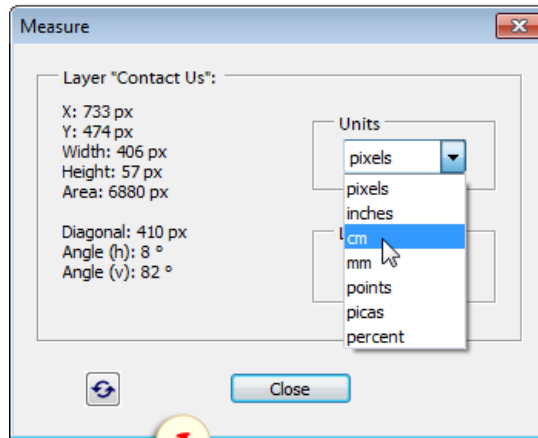 Measure
Layer "Contact Us":
X: 733 px
Y: 474 px
Width: 406 px
Height: 57 px
Area: 6880 px
Diagonal: 410 px
Angle (h): 8 °
Angle (v): 82 °
Units
pixels
pixels
inches
cm
mm
points
picas
percent
Close